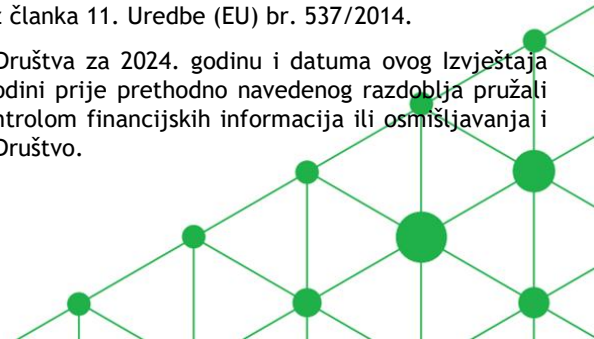 članka 11. Uredbe (EU) br. 537/2014.
Društva za 2024. godinu i datuma ovog Izvještaja
odini prije prethodno navedenog razdoblja pružali
ntrolom financijskih informacija ili osmišljavanja i
Društvo.